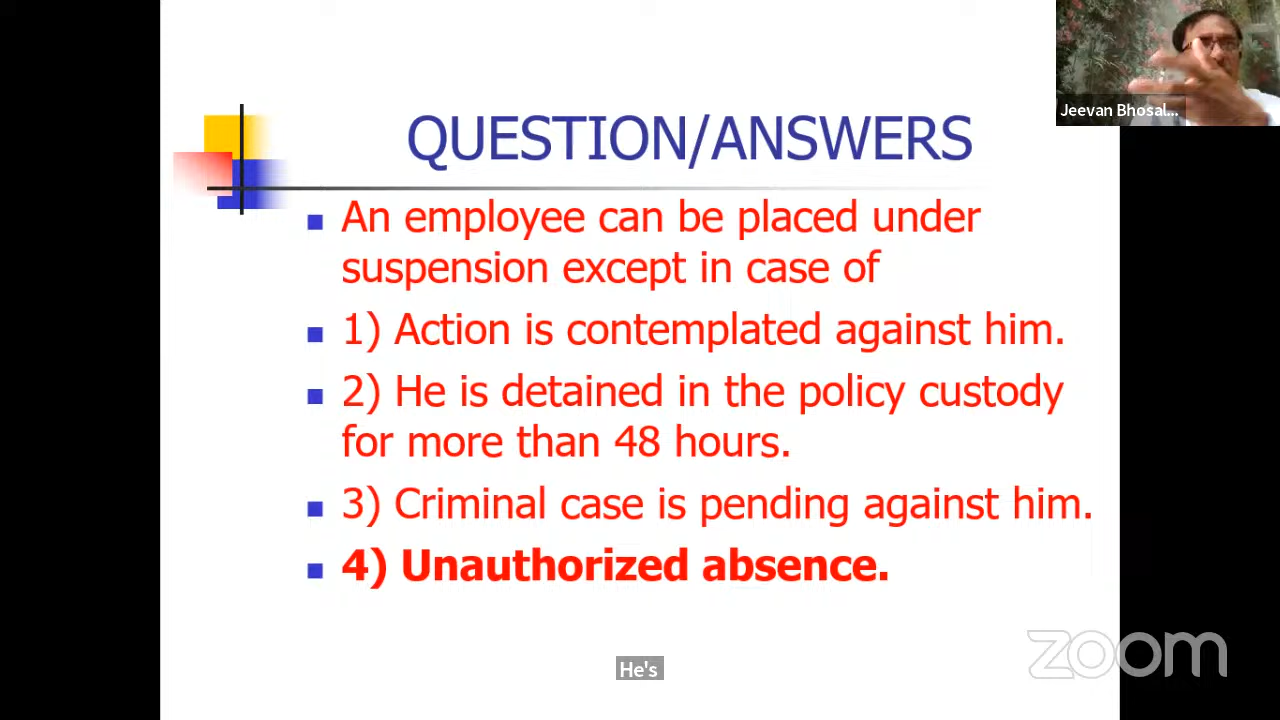 Jeevan Bhosal...
QUESTION/ANSWERS
An employee can be placed under
suspension except in case of
1) Action is contemplated against him.
2) He is detained in the policy custody
for more than 48 hours.
3) Criminal case is pending against him.
4) Unauthorized absence.
zoom
He's